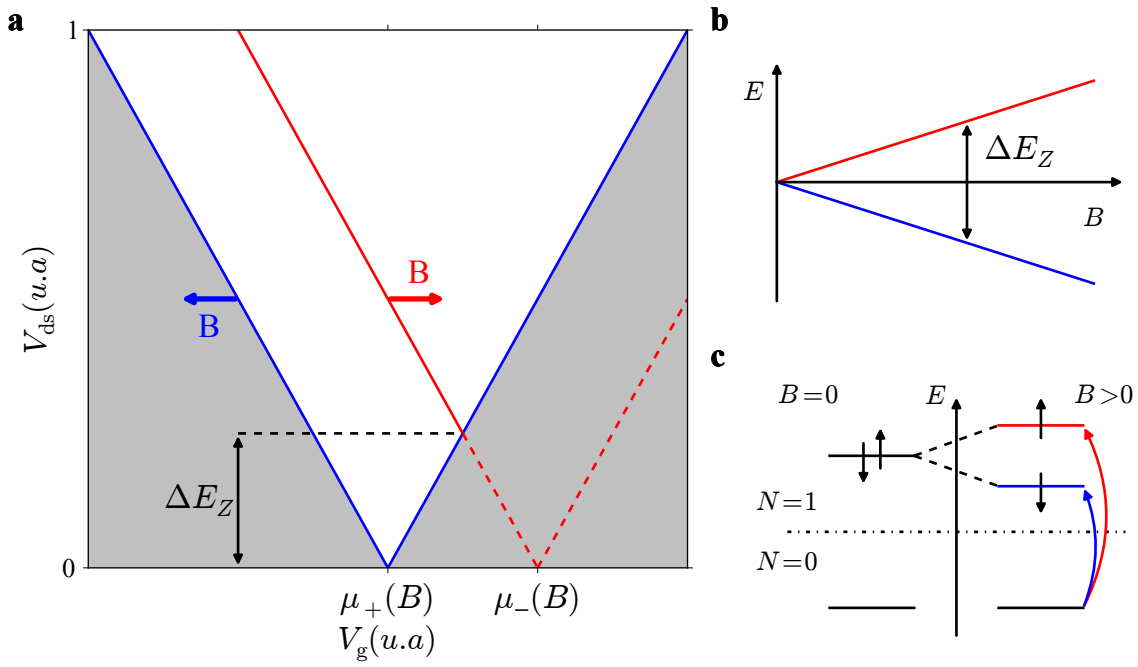 a
1
V_ds(u.a)
B
B
ΔE_Z
0
μ_+(B)
μ_−(B)
V_g(u.a)
b
E
ΔE_Z
B
c
B=0
E
B>0
N=1
N=0